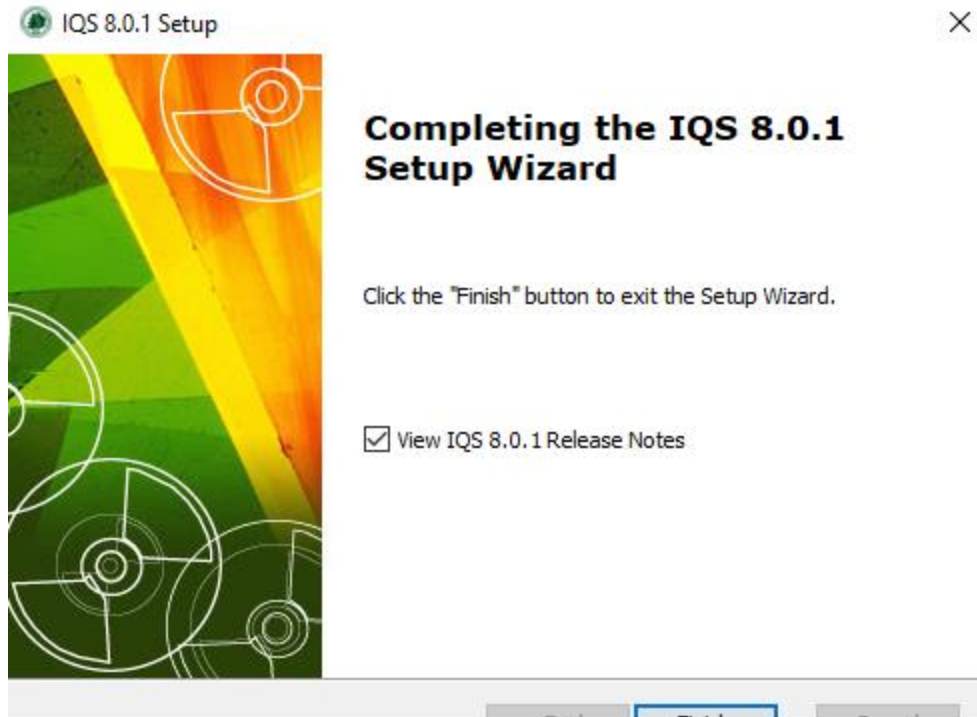 IQS 8.0.1 Setup
Completing the IQS 8.0.1
Setup Wizard
Click the "Finish" button to exit the Setup Wizard.
View IQS 8.0.1 Release Notes